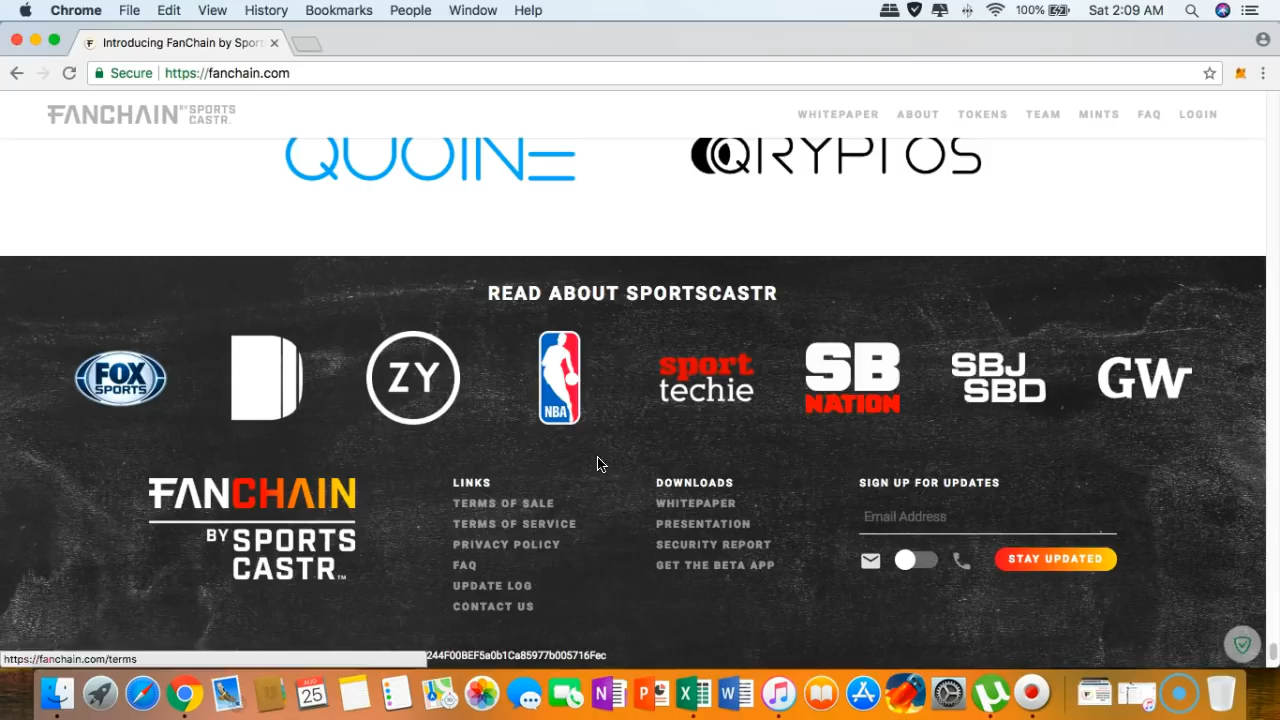 Chrome File Edit View History Bookmarks People Window Help 100% Sat 2:09 AM
Introducing FanChain by Sport
Secure https://fanchain.com
FANCHAIN BY SPORTS CASTR. WHITEPAPER ABOUT TOKENS TEAM MINTS FAQ LOGIN
QUOINE QRYPTOS
READ ABOUT SPORTSCASTR
FOX SPORTS ZY NBA sport techie SB NATION SBJ SBD GW
FANCHAIN
BY SPORTS
CASTR.™
LINKS
TERMS OF SALE
TERMS OF SERVICE
PRIVACY POLICY
FAQ
UPDATE LOG
CONTACT US
DOWNLOADS
WHITEPAPER
PRESENTATION
SECURITY REPORT
GET THE BETA APP
SIGN UP FOR UPDATES
Email Address
STAY UPDATED
https://fanchain.com/terms
244F00BEF5a0b1Ca85977b005716Fec
AUG 25 N P X W